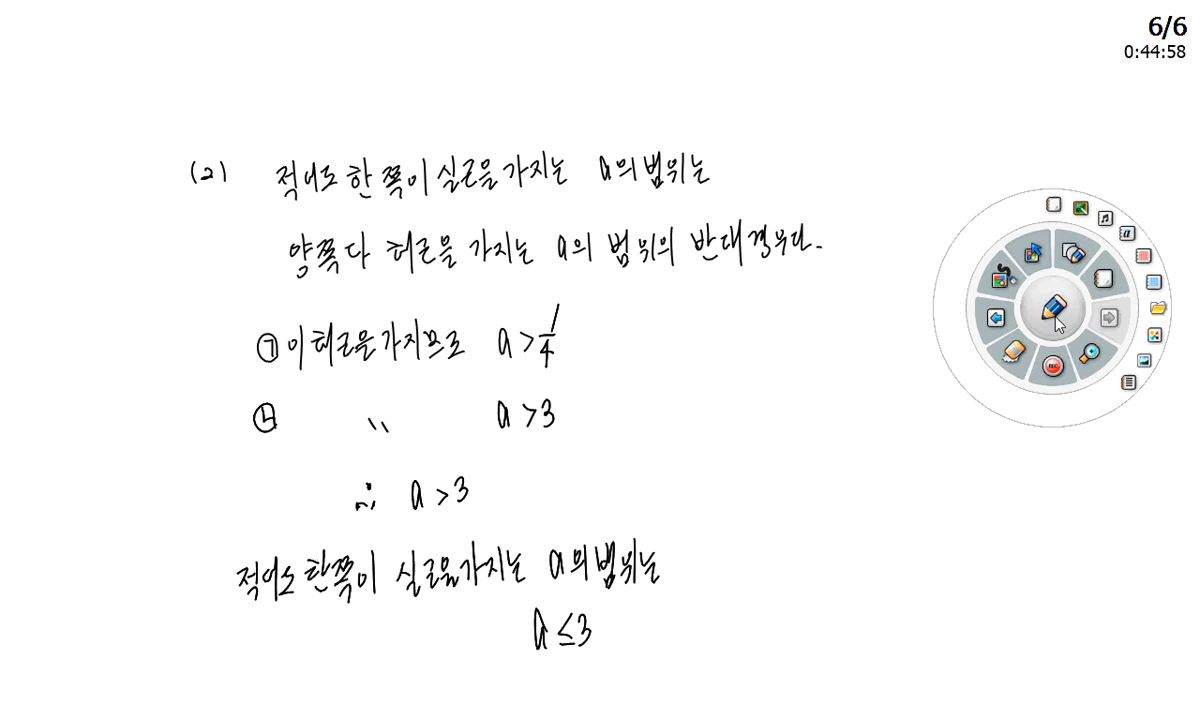 6/6
0:44:58
(2) 적어도 한 쪽이 실근을 가지는 a의 범위는
양쪽 다 허근을 가지는 a의 범위의 반대 경우다.
㉠이 허근을 가지므로 a > 1/4
㉡ 〃 a > 3
∴ a > 3
적어도 한쪽이 실근을 가지는 a의 범위는
a ≤ 3